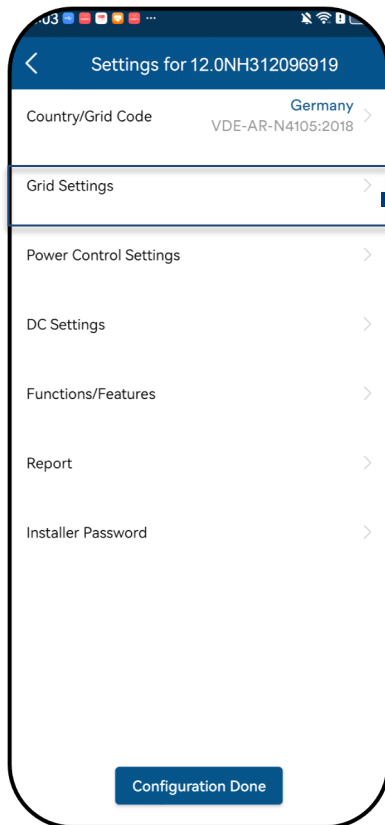 Settings for 12.0NH312096919
Country/Grid Code
Germany
VDE-AR-N4105:2018
Grid Settings
Power Control Settings
DC Settings
Functions/Features
Report
Installer Password
Configuration Done